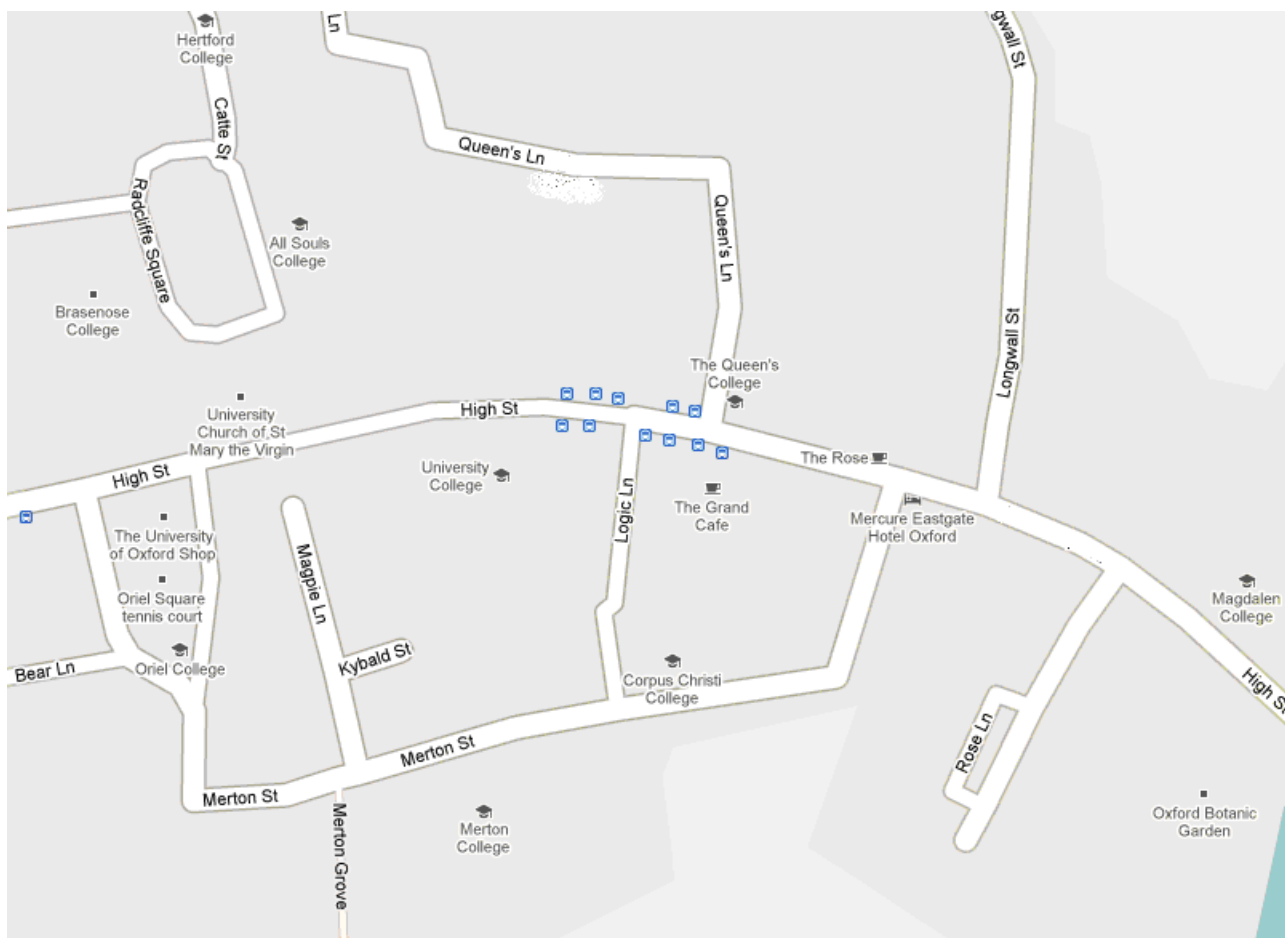 Ln
gwall St
Hertford
College
Catte St
Queen's Ln
Radcliffe Square
Queen's Ln
All Souls
College
Brasenose
College
Longwall St
The Queen's
College
High St
University
Church of St
Mary the Virgin
The Rose
High St
University
College
Logic Ln
The Grand
Cafe
Mercure Eastgate
Hotel Oxford
The University
of Oxford Shop
Magpie Ln
Oriel Square
tennis court
Magdalen
College
Kybald St
Oriel College
Bear Ln
Corpus Christi
College
High St
Rose Ln
Merton St
Merton St
Merton Grove
Merton
College
Oxford Botanic
Garden